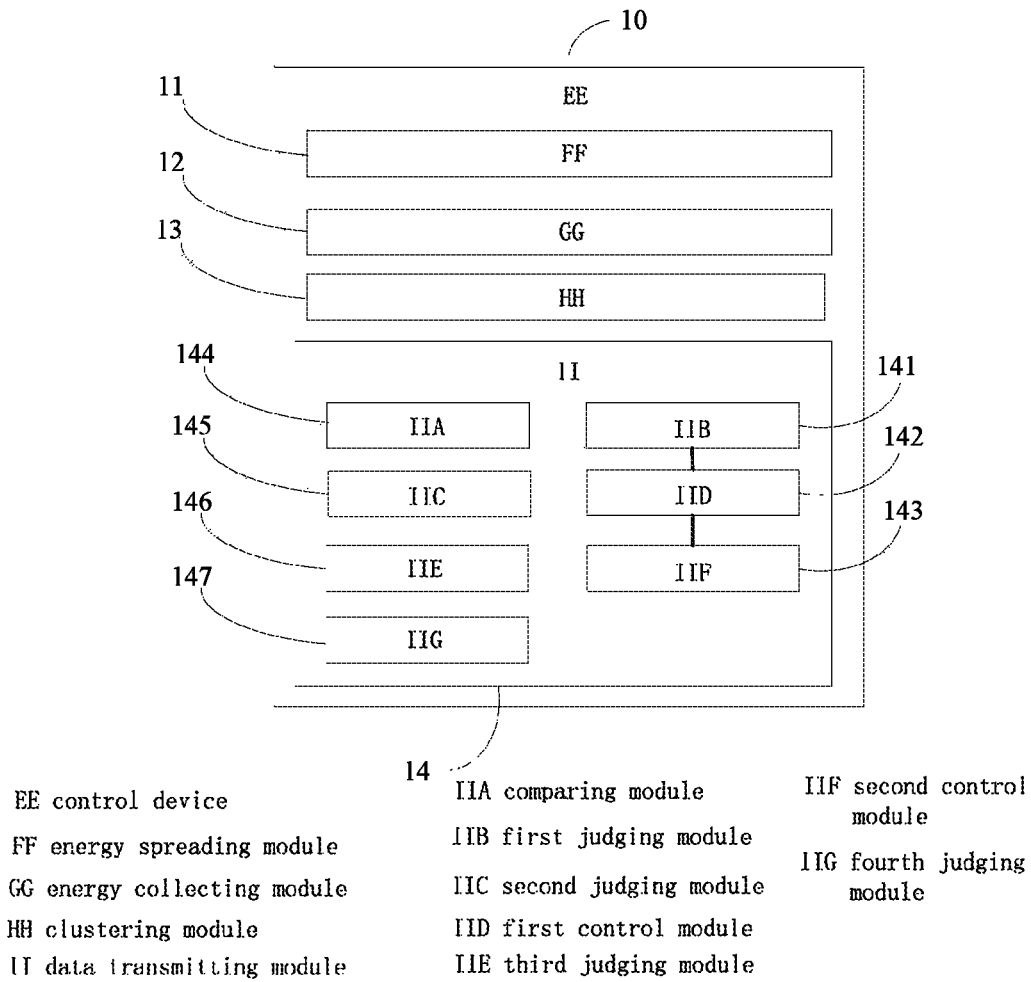 10
EE
11
FF
12
GG
13
HH
II
144
IIA
IIB
141
145
IIC
IID
142
146
IIE
IIF
143
147
IIG
14
EE control device
FF energy spreading module
GG energy collecting module
HH clustering module
II data transmitting module
IIA comparing module
IIB first judging module
IIC second judging module
IID first control module
IIE third judging module
IIF second control
module
IIG fourth judging
module